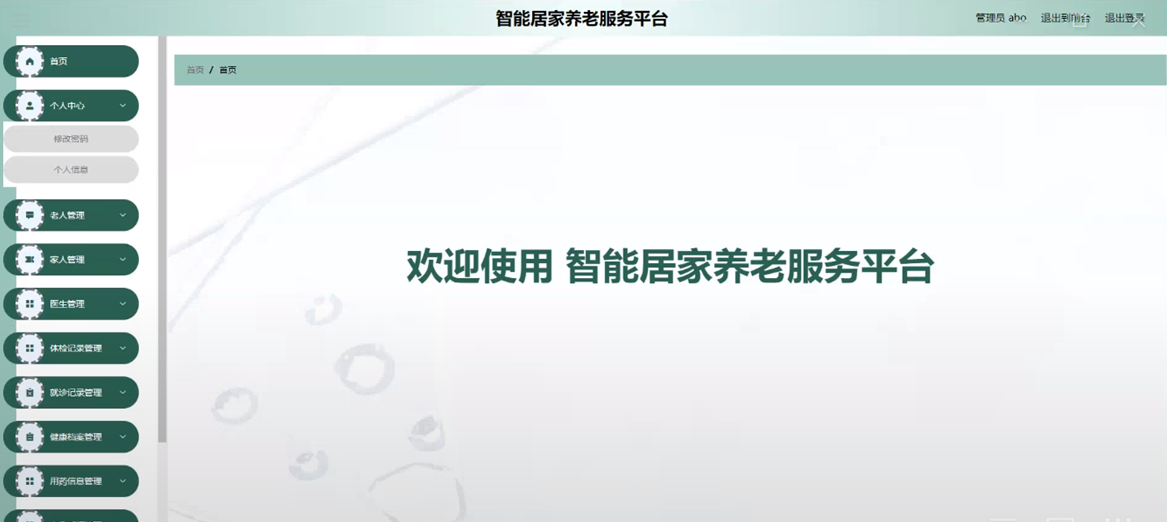 智能居家养老服务平台
管理员 abo 退出到前台 退出登录
首页
个人中心
修改密码
个人信息
老人管理
家人管理
医生管理
体检记录管理
就诊记录管理
健康档案管理
用药信息管理
首页 / 首页
欢迎使用 智能居家养老服务平台